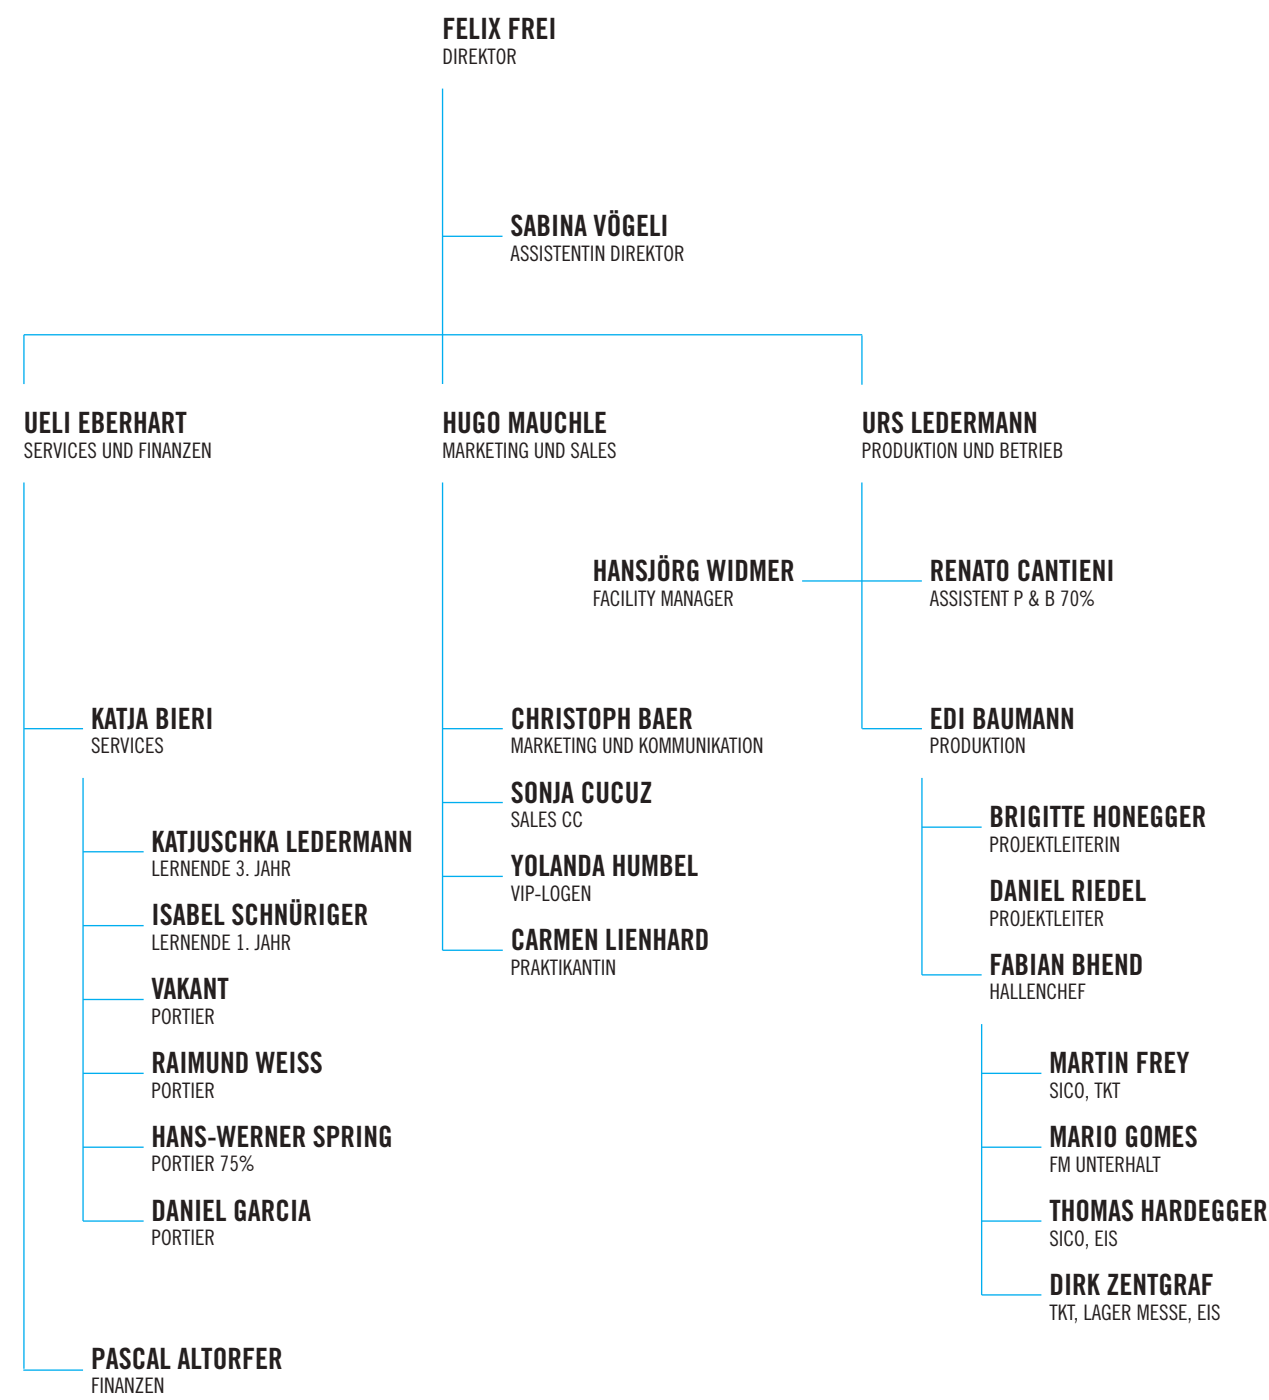 FELIX FREI
DIREKTOR
SABINA VÖGELI
ASSISTENTIN DIREKTOR
UELI EBERHART
SERVICES UND FINANZEN
KATJA BIERI
SERVICES
KATJUSCHKA LEDERMANN
LERNENDE 3. JAHR
ISABEL SCHNÜRIGER
LERNENDE 1. JAHR
VAKANT
PORTIER
RAIMUND WEISS
PORTIER
HANS-WERNER SPRING
PORTIER 75%
DANIEL GARCIA
PORTIER
PASCAL ALTORFER
FINANZEN
HUGO MAUCHLE
MARKETING UND SALES
CHRISTOPH BAER
MARKETING UND KOMMUNIKATION
SONJA CUCUZ
SALES CC
YOLANDA HUMBEL
VIP-LOGEN
CARMEN LIENHARD
PRAKTIKANTIN
URS LEDERMANN
PRODUKTION UND BETRIEB
HANSJÖRG WIDMER
FACILITY MANAGER
RENATO CANTIENI
ASSISTENT P & B 70%
EDI BAUMANN
PRODUKTION
BRIGITTE HONEGGER
PROJEKTLEITERIN
DANIEL RIEDEL
PROJEKTLEITER
FABIAN BHEND
HALLENCHEF
MARTIN FREY
SICO, TKT
MARIO GOMES
FM UNTERHALT
THOMAS HARDEGGER
SICO, EIS
DIRK ZENTGRAF
TKT, LAGER MESSE, EIS